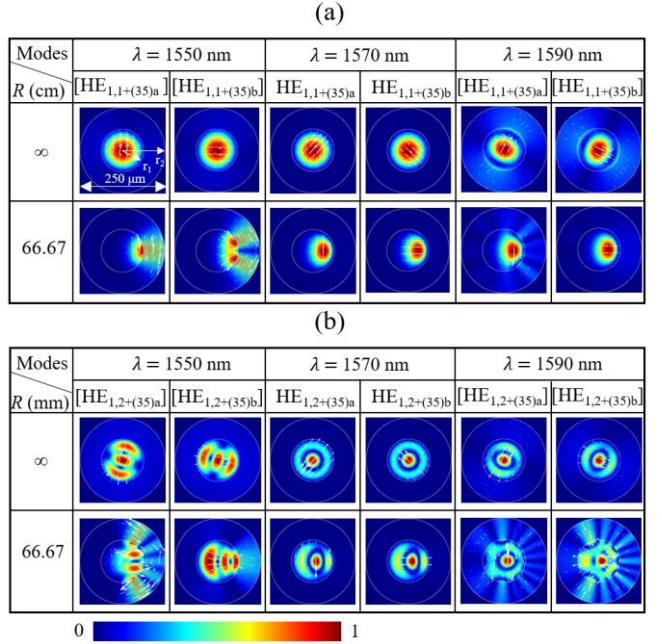 (a)
Modes λ = 1550 nm λ = 1570 nm λ = 1590 nm
R (cm) [HE1,1+(35)a] [HE1,1+(35)b] HE1,1+(35)a HE1,1+(35)b [HE1,1+(35)a] [HE1,1+(35)b]
∞
r1 r2
250 μm
66.67
(b)
Modes λ = 1550 nm λ = 1570 nm λ = 1590 nm
R (mm) [HE1,2+(35)a] [HE1,2+(35)b] HE1,2+(35)a HE1,2+(35)b [HE1,2+(35)a] [HE1,2+(35)b]
∞
66.67
0 1